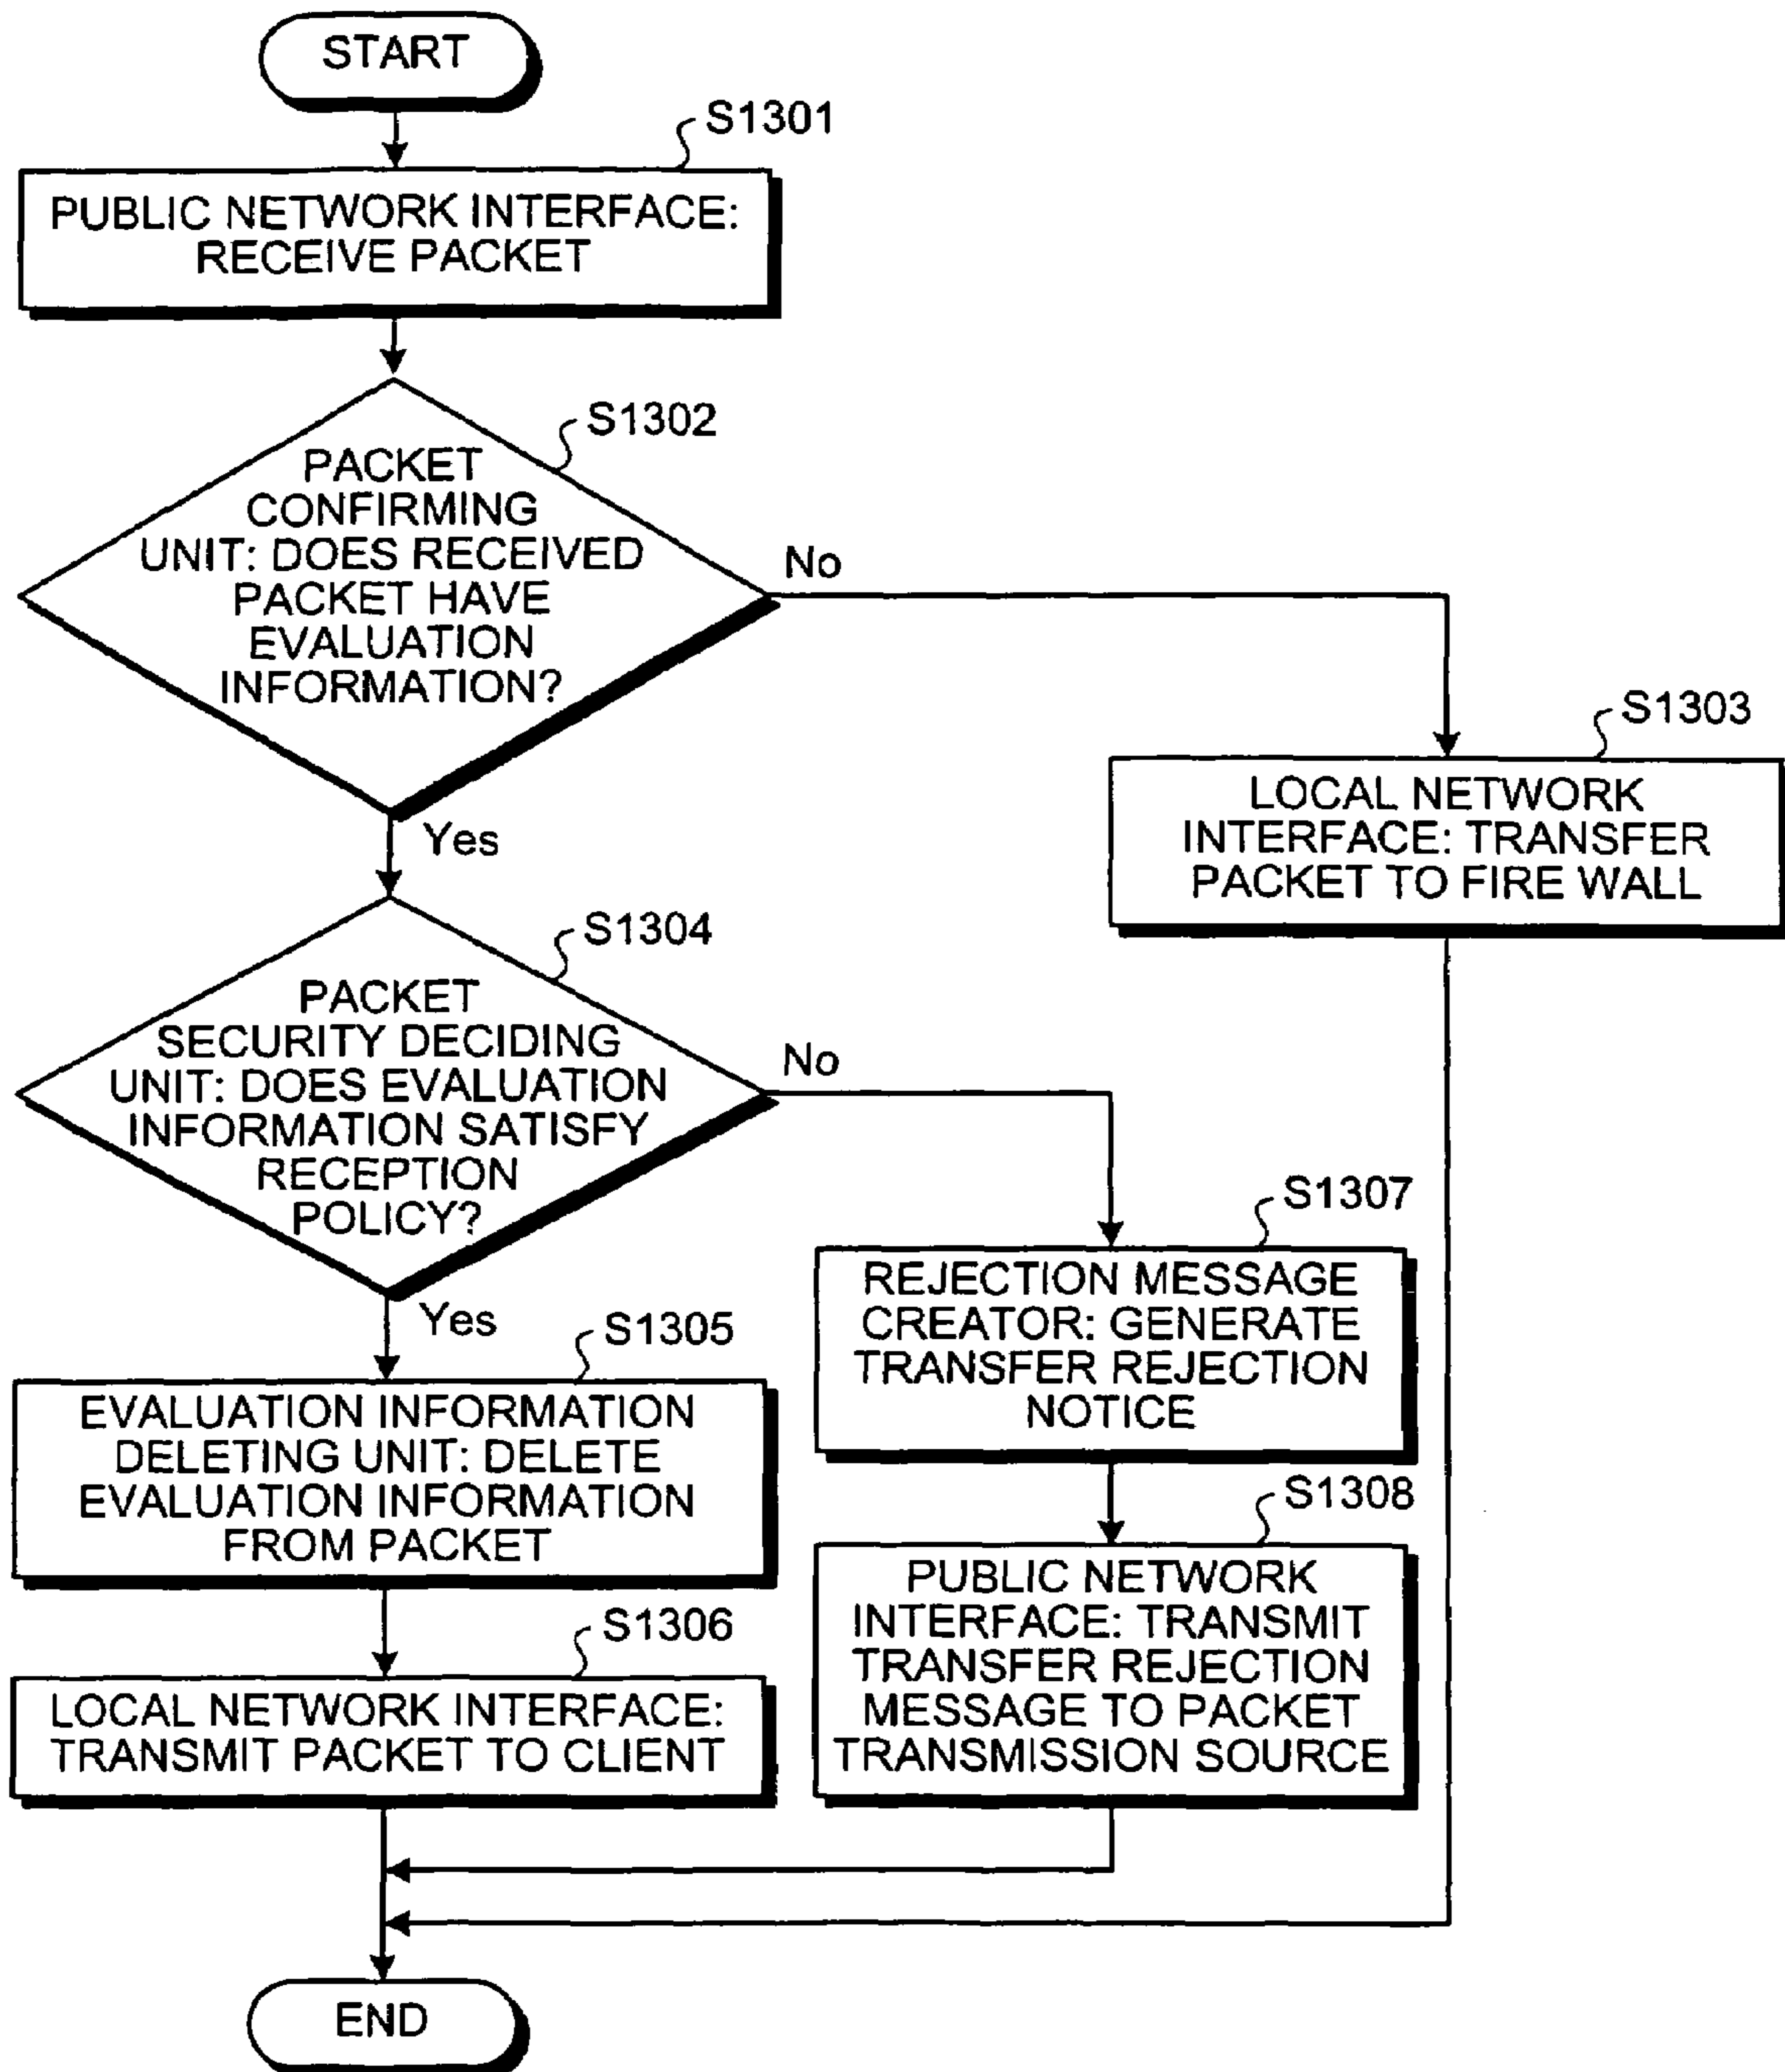 START
S1301
PUBLIC NETWORK INTERFACE:
RECEIVE PACKET
S1302
PACKET
CONFIRMING
UNIT: DOES RECEIVED
PACKET HAVE
EVALUATION
INFORMATION?
No
Yes
S1303
LOCAL NETWORK
INTERFACE: TRANSFER
PACKET TO FIRE WALL
S1304
PACKET
SECURITY DECIDING
UNIT: DOES EVALUATION
INFORMATION SATISFY
RECEPTION
POLICY?
No
Yes
S1305
EVALUATION INFORMATION
DELETING UNIT: DELETE
EVALUATION INFORMATION
FROM PACKET
S1306
LOCAL NETWORK INTERFACE:
TRANSMIT PACKET TO CLIENT
S1307
REJECTION MESSAGE
CREATOR: GENERATE
TRANSFER REJECTION
NOTICE
S1308
PUBLIC NETWORK
INTERFACE: TRANSMIT
TRANSFER REJECTION
MESSAGE TO PACKET
TRANSMISSION SOURCE
END